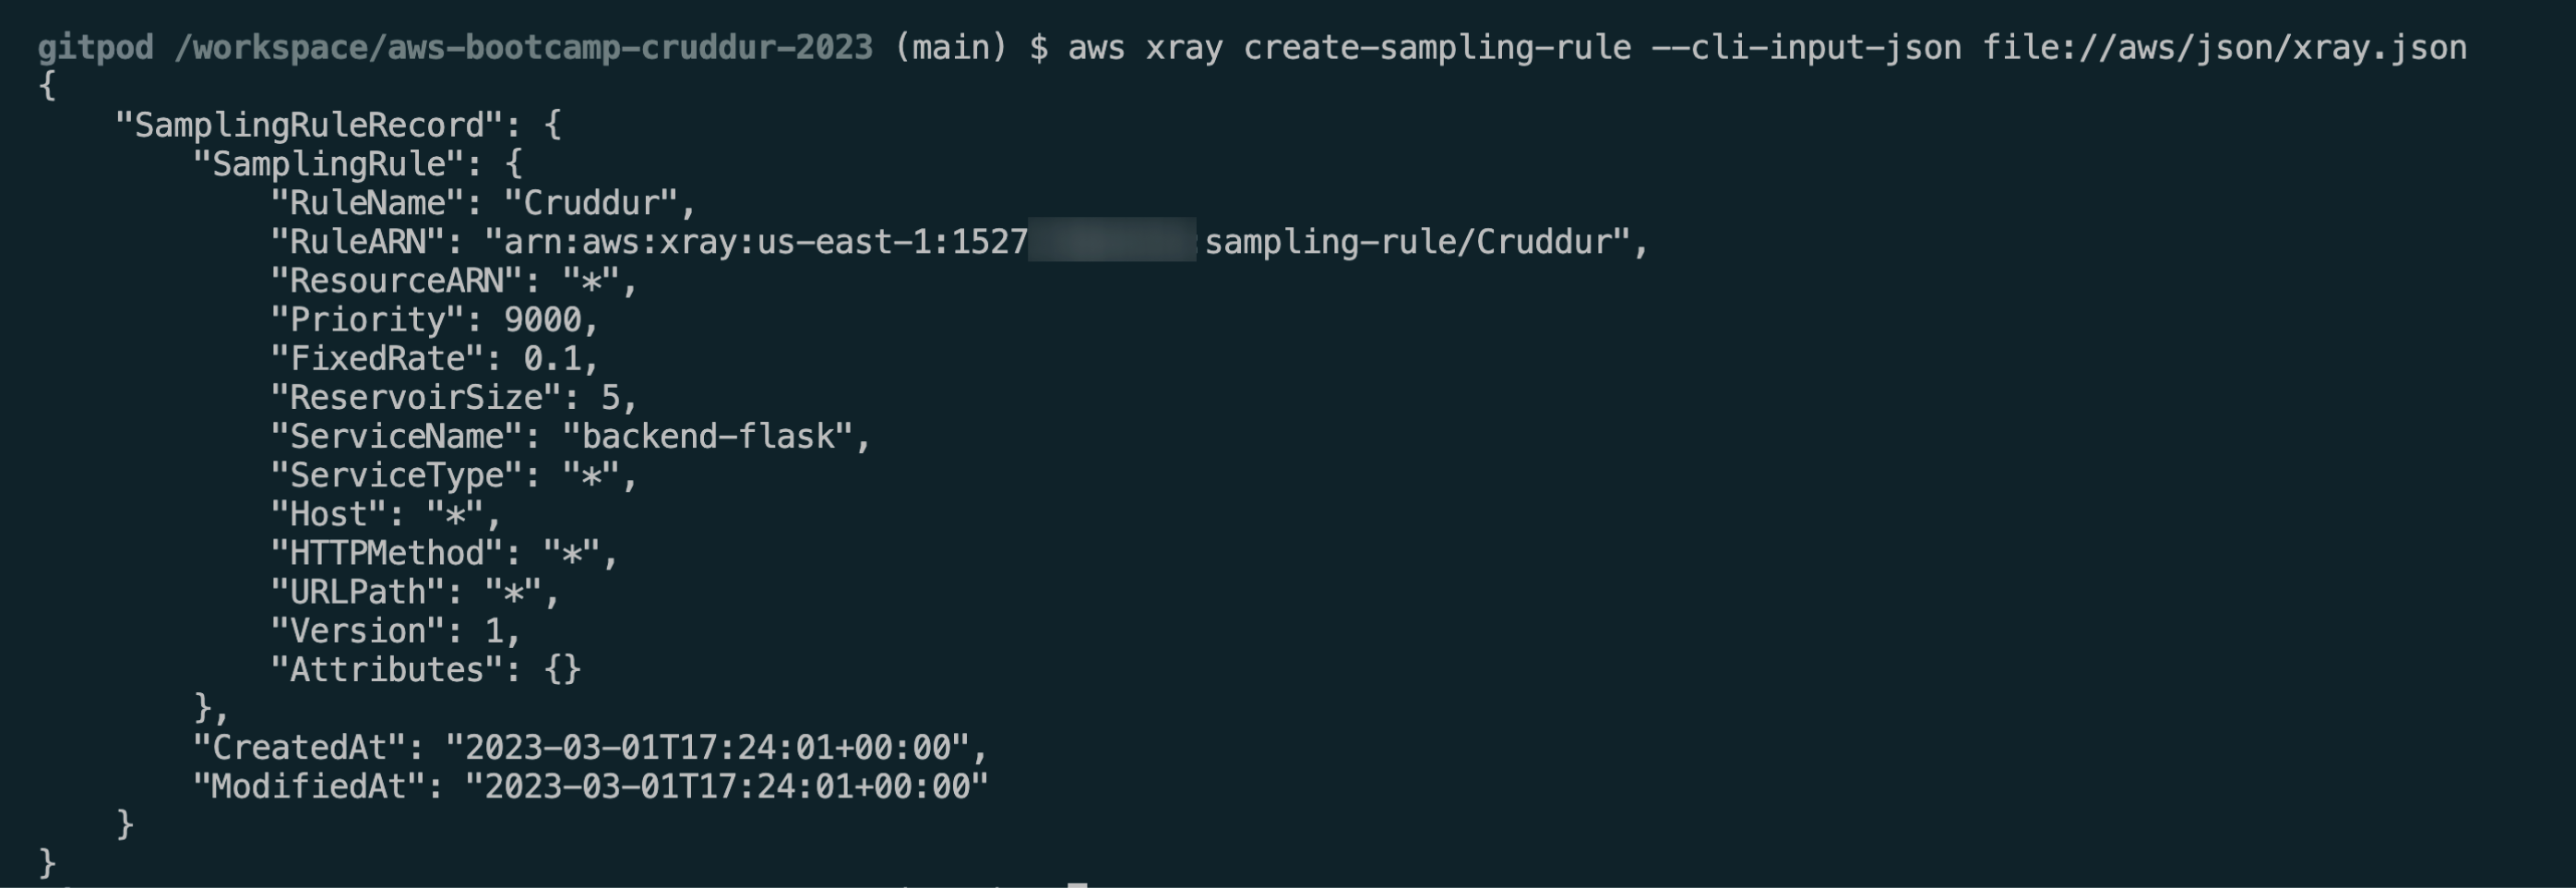 gitpod /workspace/aws-bootcamp-cruddur-2023 (main) $ aws xray create-sampling-rule --cli-input-json file://aws/json/xray.json
{
    "SamplingRuleRecord": {
        "SamplingRule": {
            "RuleName": "Cruddur",
            "RuleARN": "arn:aws:xray:us-east-1:1527 sampling-rule/Cruddur",
            "ResourceARN": "*",
            "Priority": 9000,
            "FixedRate": 0.1,
            "ReservoirSize": 5,
            "ServiceName": "backend-flask",
            "ServiceType": "*",
            "Host": "*",
            "HTTPMethod": "*",
            "URLPath": "*",
            "Version": 1,
            "Attributes": {}
        },
        "CreatedAt": "2023-03-01T17:24:01+00:00",
        "ModifiedAt": "2023-03-01T17:24:01+00:00"
    }
}